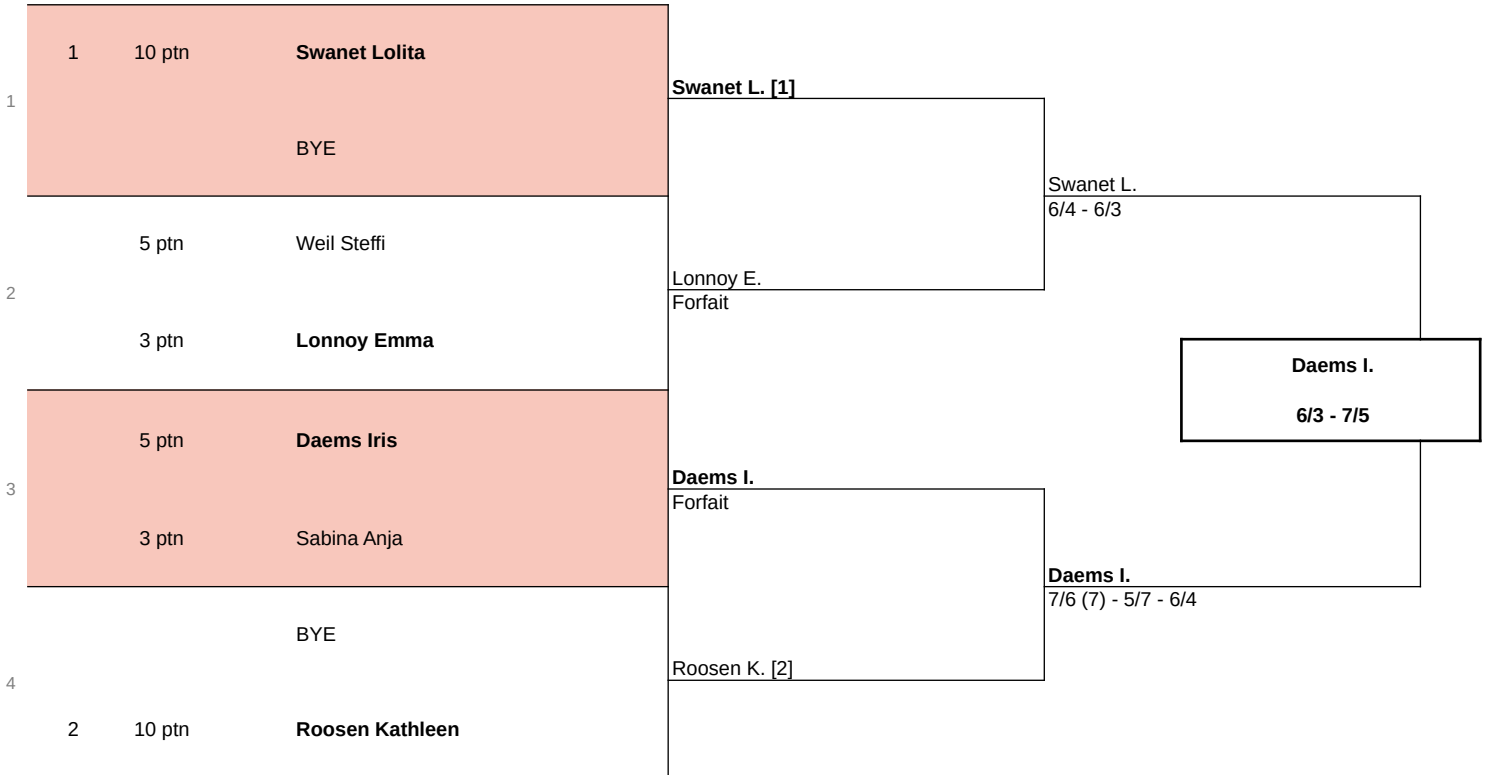 1 10 ptn Swanet Lolita
1
BYE
5 ptn Weil Steffi
2
3 ptn Lonnoy Emma
5 ptn Daems Iris
3
3 ptn Sabina Anja
BYE
4
2 10 ptn Roosen Kathleen
Swanet L. [1]
Lonnoy E.
Forfait
Daems I.
Forfait
Roosen K. [2]
Swanet L.
6/4 - 6/3
Daems I.
7/6 (7) - 5/7 - 6/4
Daems I.
6/3 - 7/5